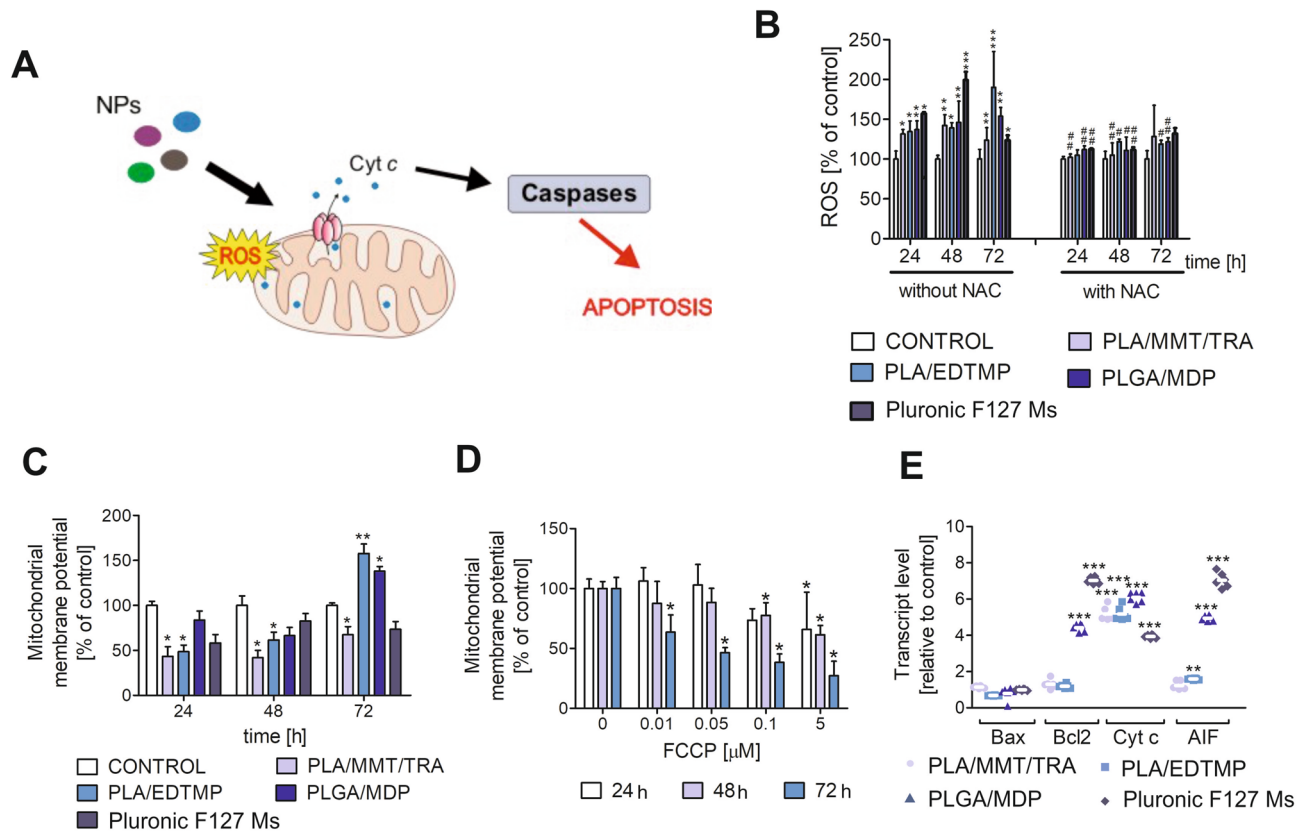 A
NPs
ROS
Cyt c
Caspases
APOPTOSIS
B
ROS [% of control]
250
200
150
100
50
0
* ** ** *
** * ** ***
** *** ** *
## ## ##
## # ## ##
# ##
24 48 72 24 48 72 time [h]
without NAC with NAC
CONTROL PLA/MMT/TRA
PLA/EDTMP PLGA/MDP
Pluronic F127 Ms
C
Mitochondrial
membrane potential
[% of control]
200
150
100
50
0
* * * * * ** *
24 48 72
time [h]
CONTROL PLA/MMT/TRA
PLA/EDTMP PLGA/MDP
Pluronic F127 Ms
D
Mitochondrial
membrane potential
[% of control]
150
100
50
0
* * * * * * *
0 0.01 0.05 0.1 5
FCCP [µM]
24 h 48 h 72 h
E
Transcript level
[relative to control]
10
8
6
4
2
0
*** *** *** *** *** *** ** *** ***
Bax Bcl2 Cyt c AIF
PLA/MMT/TRA PLA/EDTMP
PLGA/MDP Pluronic F127 Ms